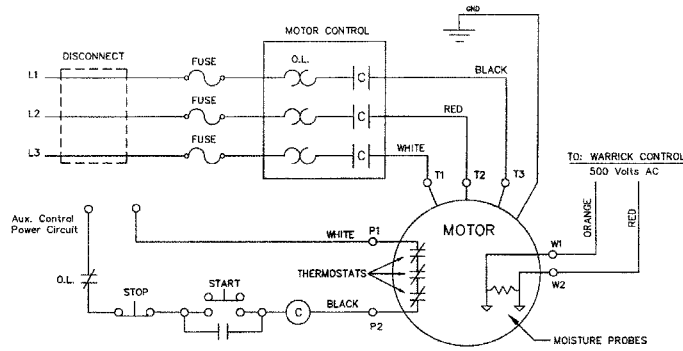 GND
MOTOR CONTROL
DISCONNECT
FUSE
O.L.
L1
C
BLACK
FUSE
L2
C
RED
FUSE
L3
C
WHITE
T1
T2
T3
TO: WARRICK CONTROL
500 Volts AC
ORANGE
RED
Aux. Control
Power Circuit
WHITE
P1
MOTOR
W1
W2
O.L.
THERMOSTATS
STOP
START
C
BLACK
P2
MOISTURE PROBES